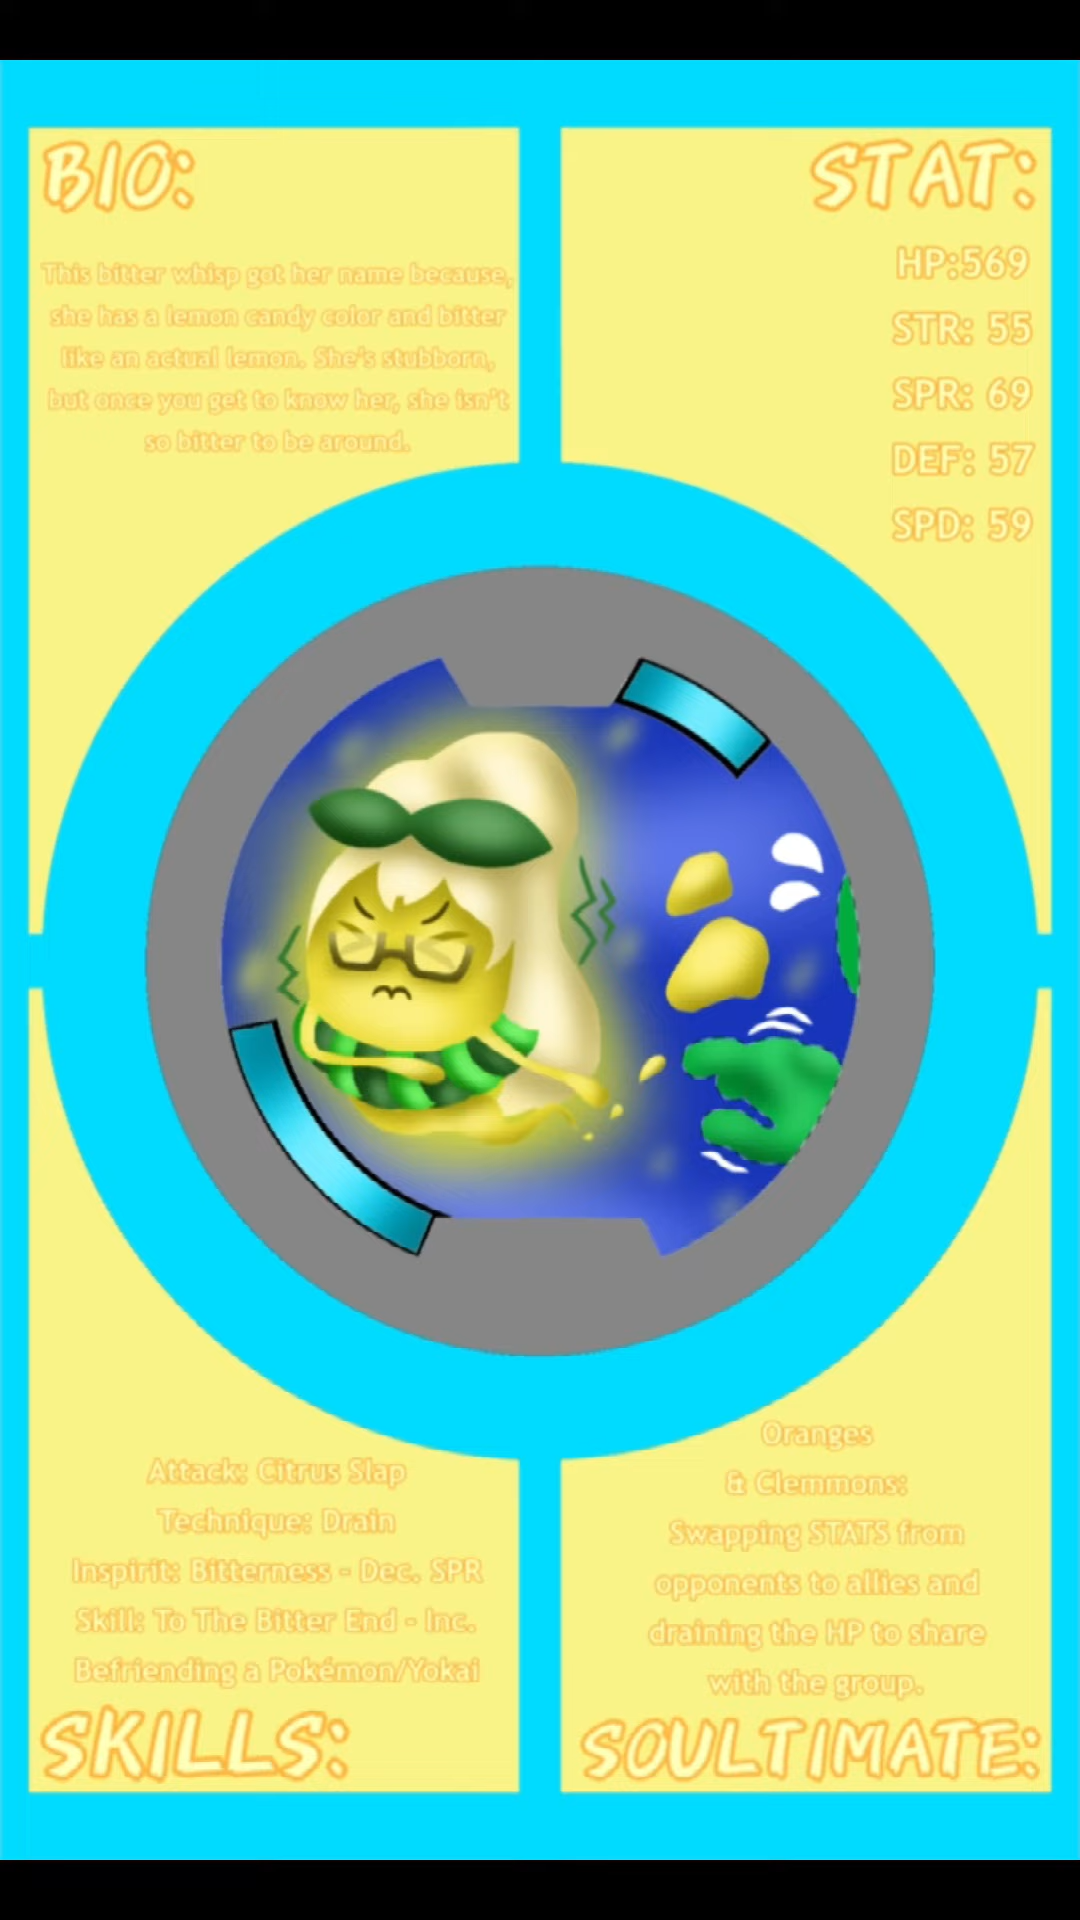 BIO:
This bitter whisp got her name because,
she has a lemon candy color and bitter
like an actual lemon. She's stubborn,
but once you get to know her, she isn't
so bitter to be around.
STAT:
HP:569
STR: 55
SPR: 69
DEF: 57
SPD: 59
Attack: Citrus Slap
Technique: Drain
Inspirit: Bitterness - Dec. SPR
Skill: To The Bitter End - Inc.
Befriending a Pokémon/Yokai
SKILLS:
Oranges
& Clemmons:
Swapping STATS from
opponents to allies and
draining the HP to share
with the group.
SOULTIMATE: